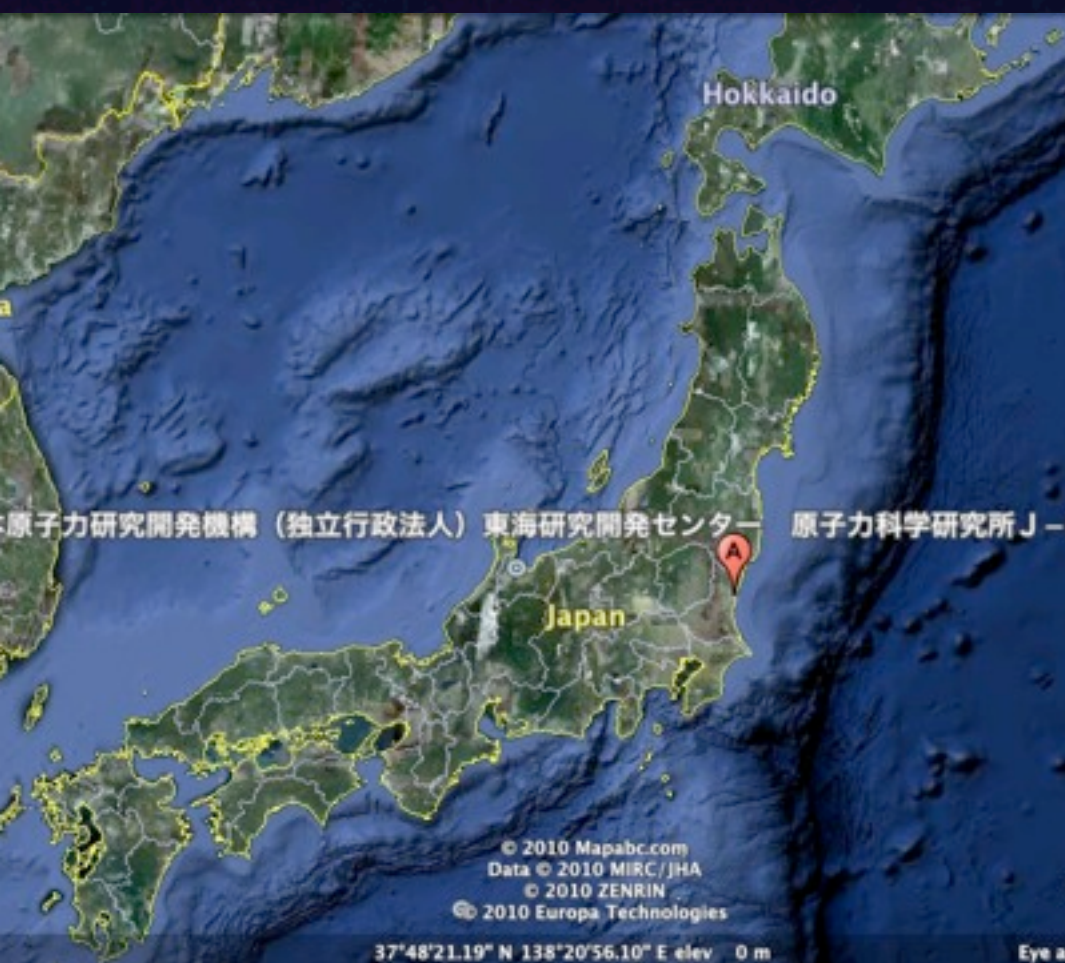 Hokkaido
a
本原子力研究開発機構（独立行政法人）東海研究開発センター　原子力科学研究所Ｊ－
A
Japan
© 2010 Mapabc.com
Data © 2010 MIRC/JHA
© 2010 ZENRIN
© 2010 Europa Technologies
37°48'21.19" N 138°20'56.10" E elev 0 m Eye a